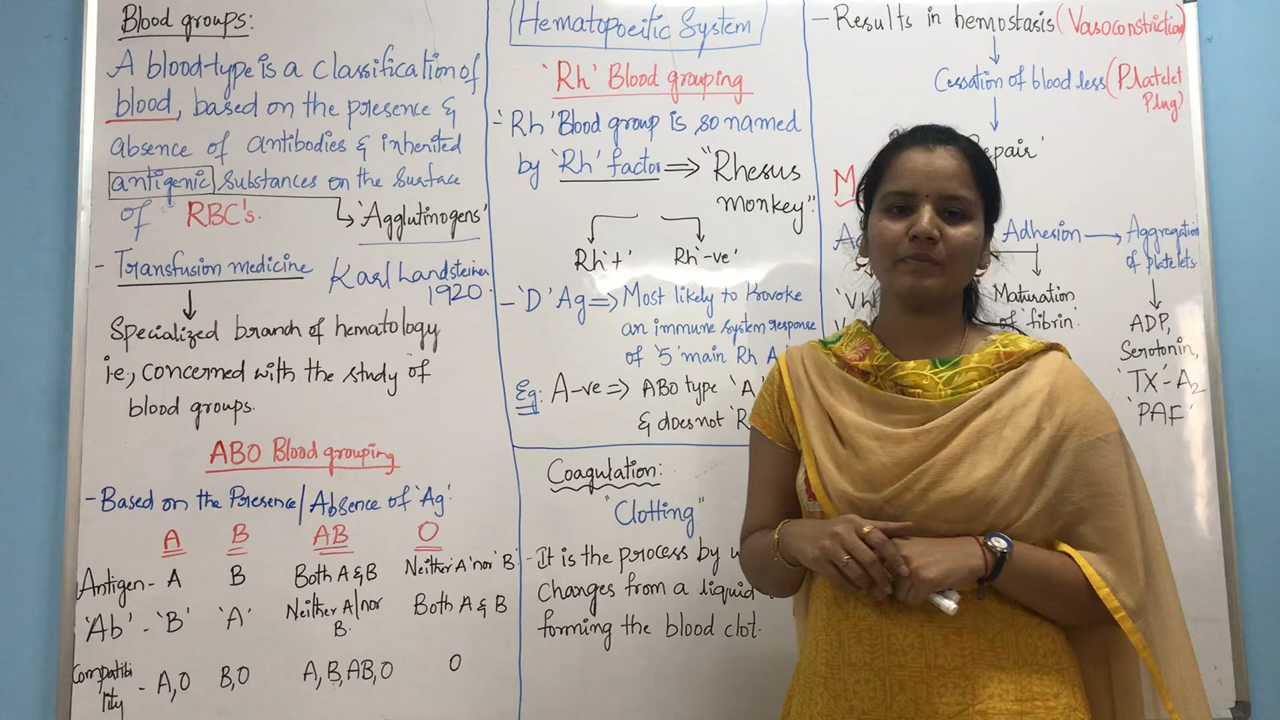 Blood groups:
A blood type is a classification of
blood, based on the presence &
absence of antibodies & inherited
antigenic substances on the surface
of RBC's. 'Agglutinogens'
- Transfusion medicine
Karl Landsteiner
1920.
Specialized branch of hematology
i.e., concerned with the study of
blood groups.
ABO Blood grouping
- Based on the Presence/Absence of 'Ag'.
A B AB O
Antigen - A B Both A & B Neither 'A' nor 'B'
'Ab' - 'B' 'A' Neither A/nor B. Both A & B
Compatibility - A,O B,O A,B,AB,O O
Hematopoeitic System
'Rh' Blood grouping
- 'Rh' Blood group is so named
by 'Rh' factor ⇒ "Rhesus
monkey".
Rh'+' Rh'-ve'
- 'D' Ag ⇒ Most likely to Provoke
an immune system response
of '5' main Rh A
Eg: A-ve ⇒ ABO type 'A'
& does not 'R
Coagulation:
"Clotting"
- It is the process by
Changes from a liquid
forming the blood clot.
- Results in hemostasis (Vasoconstriction)
Cessation of blood less (Platelet
Plug)
epair'
M
Adhesion → Aggregation
of Platelets
Maturation
of 'fibrin'
ADP,
Serotonin,
'TX'-A2
'PAF'